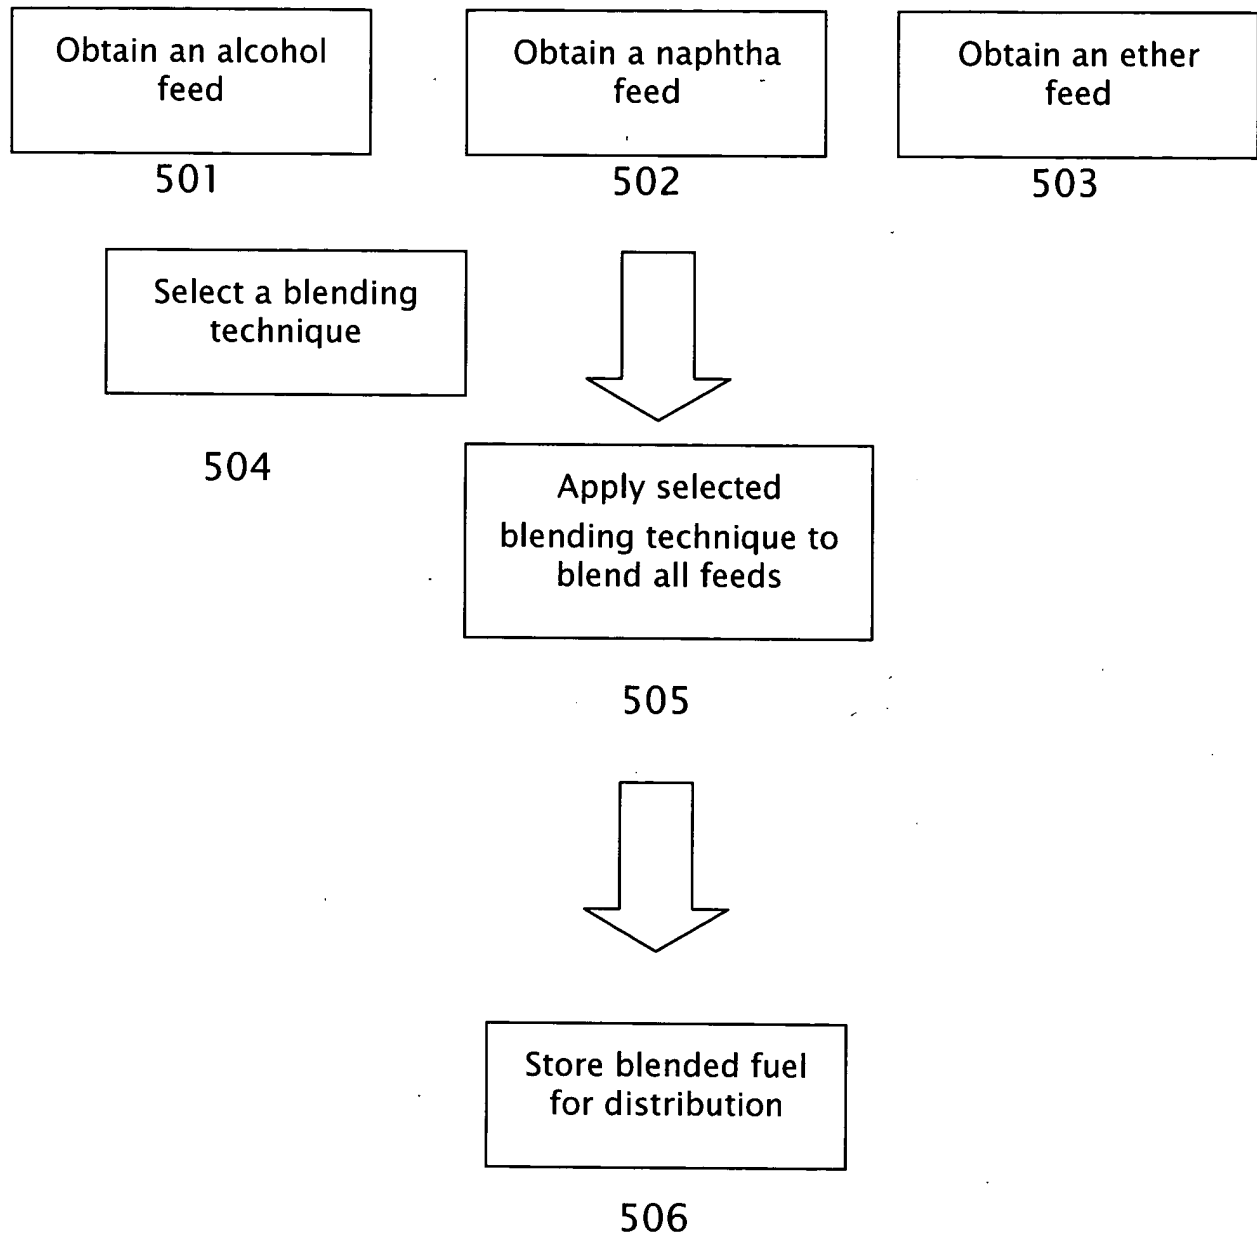 Obtain an alcohol
feed
Obtain a naphtha
feed
Obtain an ether
feed
501
502
503
Select a blending
technique
504
Apply selected
blending technique to
blend all feeds
505
Store blended fuel
for distribution
506